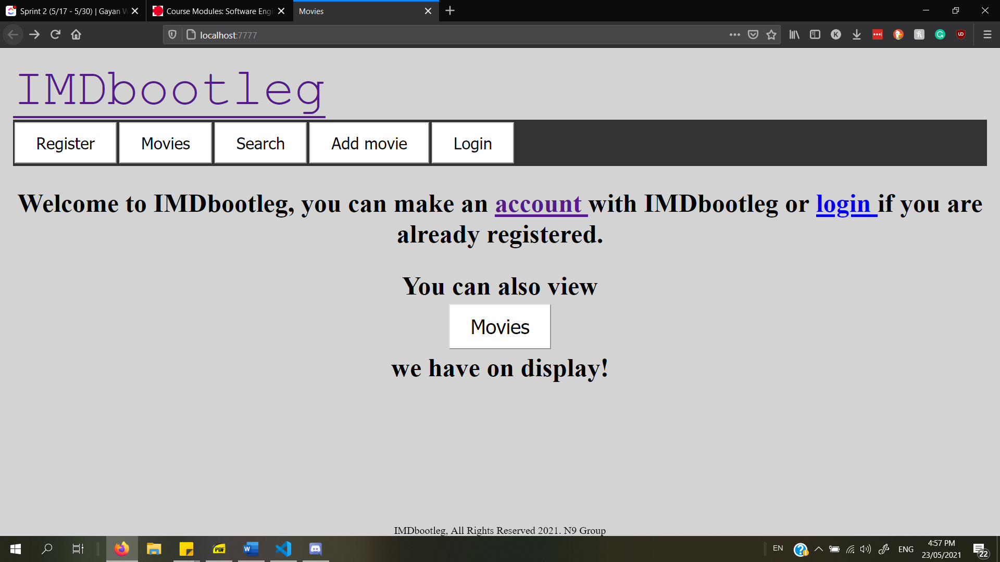 Sprint 2 (5/17 - 5/30) | Gayan W
Course Modules: Software Engi
Movies
localhost:7777
IMDbootleg
Register
Movies
Search
Add movie
Login
Welcome to IMDbootleg, you can make an account with IMDbootleg or login if you are
already registered.
You can also view
Movies
we have on display!
IMDbootleg, All Rights Reserved 2021. N9 Group
PDF
EN
ENG
4:57 PM
23/05/2021
22